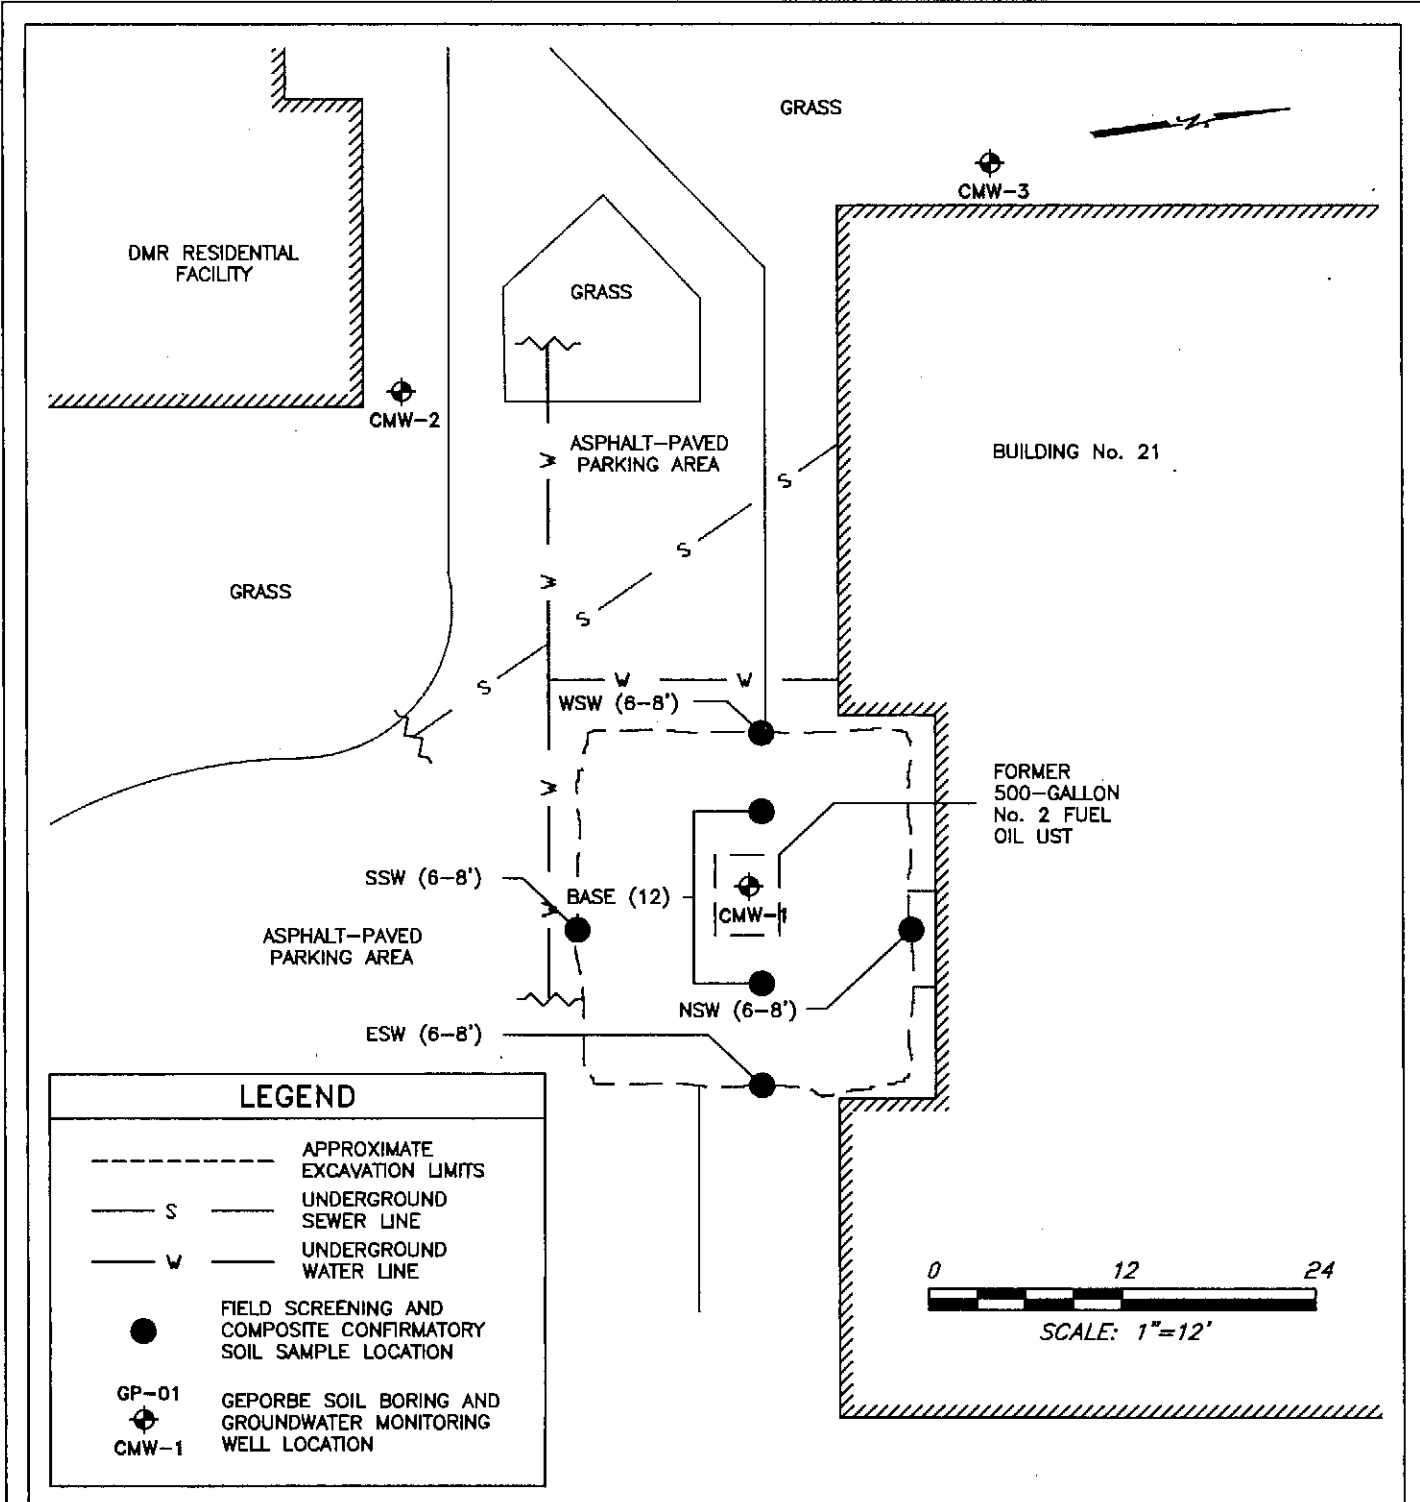 GRASS
CMW-3
DMR RESIDENTIAL
FACILITY
GRASS
CMW-2
ASPHALT-PAVED
PARKING AREA
BUILDING No. 21
W
S
S
W
S
GRASS
S
W
W
WSW (6-8')
W
FORMER
500-GALLON
No. 2 FUEL
OIL UST
SSW (6-8')
BASE (12)
W
CMW-1
ASPHALT-PAVED
PARKING AREA
NSW (6-8')
ESW (6-8')
LEGEND
APPROXIMATE
EXCAVATION LIMITS
S
UNDERGROUND
SEWER LINE
W
UNDERGROUND
WATER LINE
FIELD SCREENING AND
COMPOSITE CONFIRMATORY
SOIL SAMPLE LOCATION
GP-01
CMW-1
GEPORBE SOIL BORING AND
GROUNDWATER MONITORING
WELL LOCATION
0 12 24
SCALE: 1"=12'